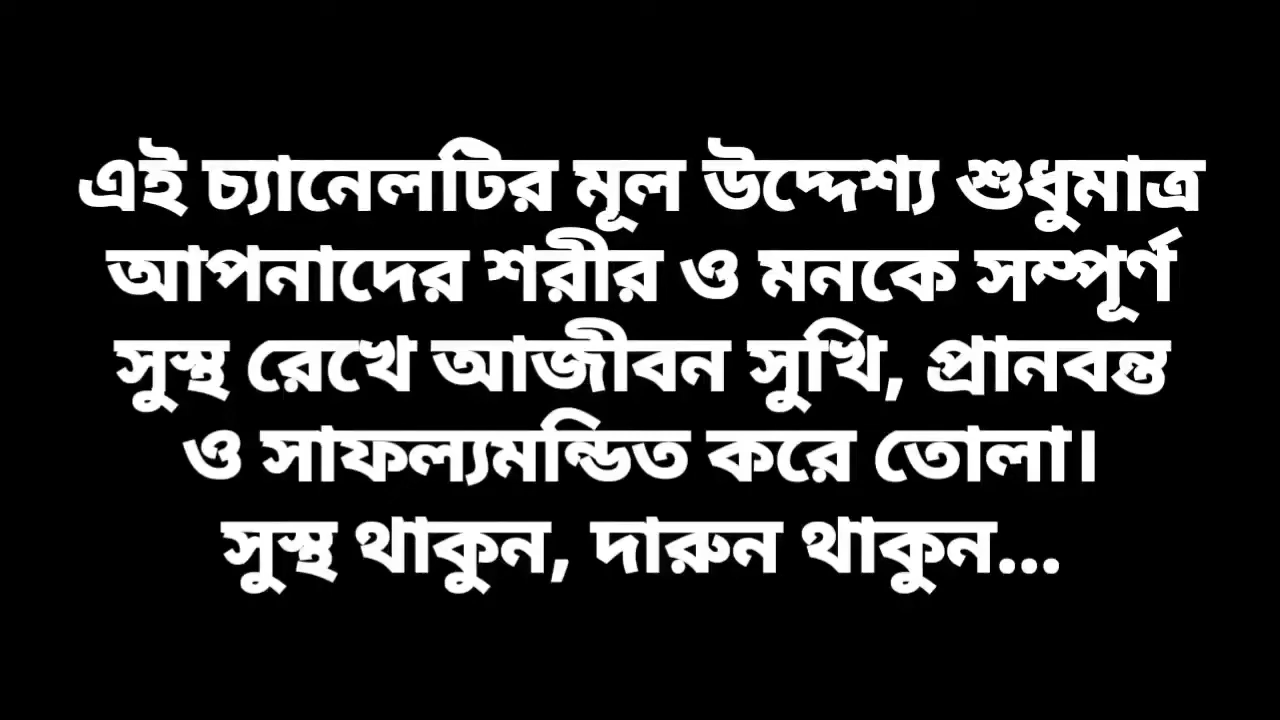 এই চ্যানেলটির মূল উদ্দেশ্য শুধুমাত্র
আপনাদের শরীর ও মনকে সম্পূর্ণ
সুস্থ রেখে আজীবন সুখি, প্রানবন্ত
ও সাফল্যমন্ডিত করে তোলা।
সুস্থ থাকুন, দারুন থাকুন...